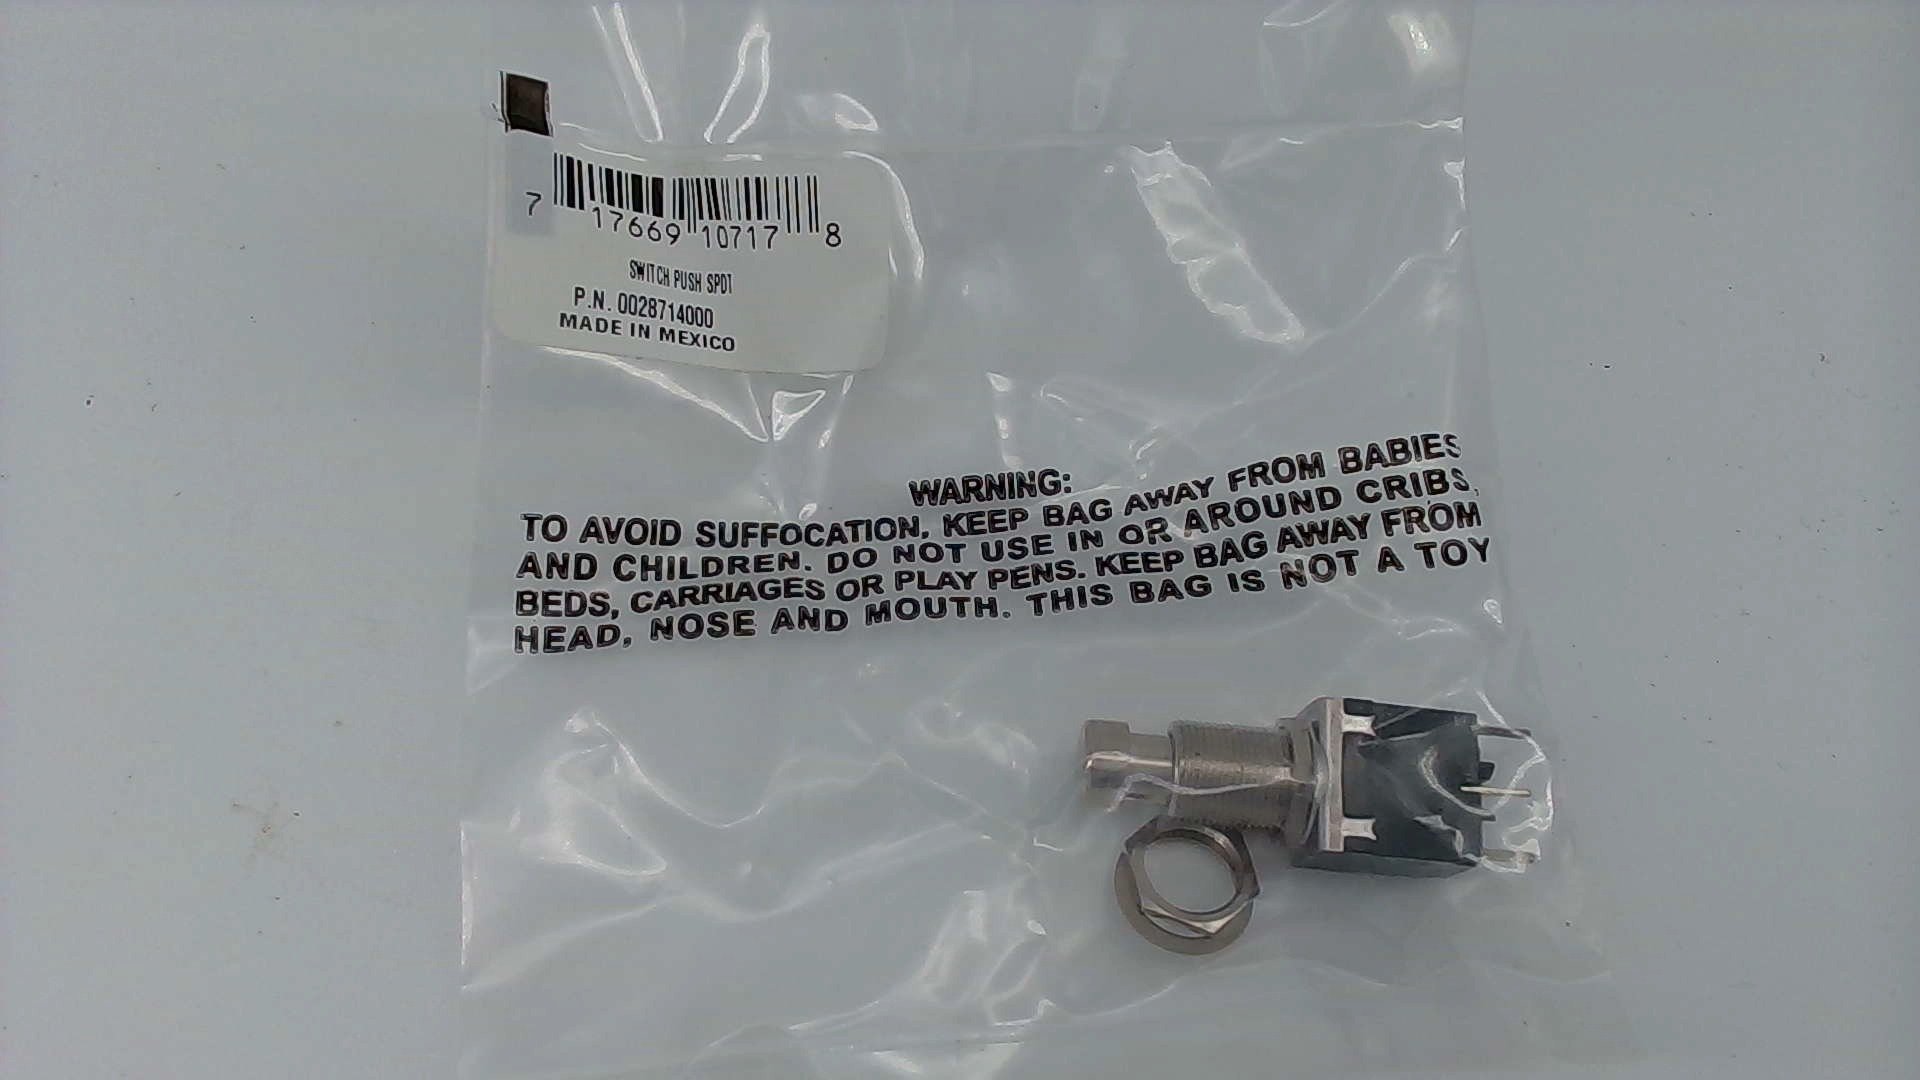 7 17669 10717 8
SWITCH PUSH SPDT
P.N. 0028714000
MADE IN MEXICO
WARNING:
TO AVOID SUFFOCATION, KEEP BAG AWAY FROM BABIES
AND CHILDREN. DO NOT USE IN OR AROUND CRIBS,
BEDS, CARRIAGES OR PLAY PENS. KEEP BAG AWAY FROM
HEAD, NOSE AND MOUTH. THIS BAG IS NOT A TOY